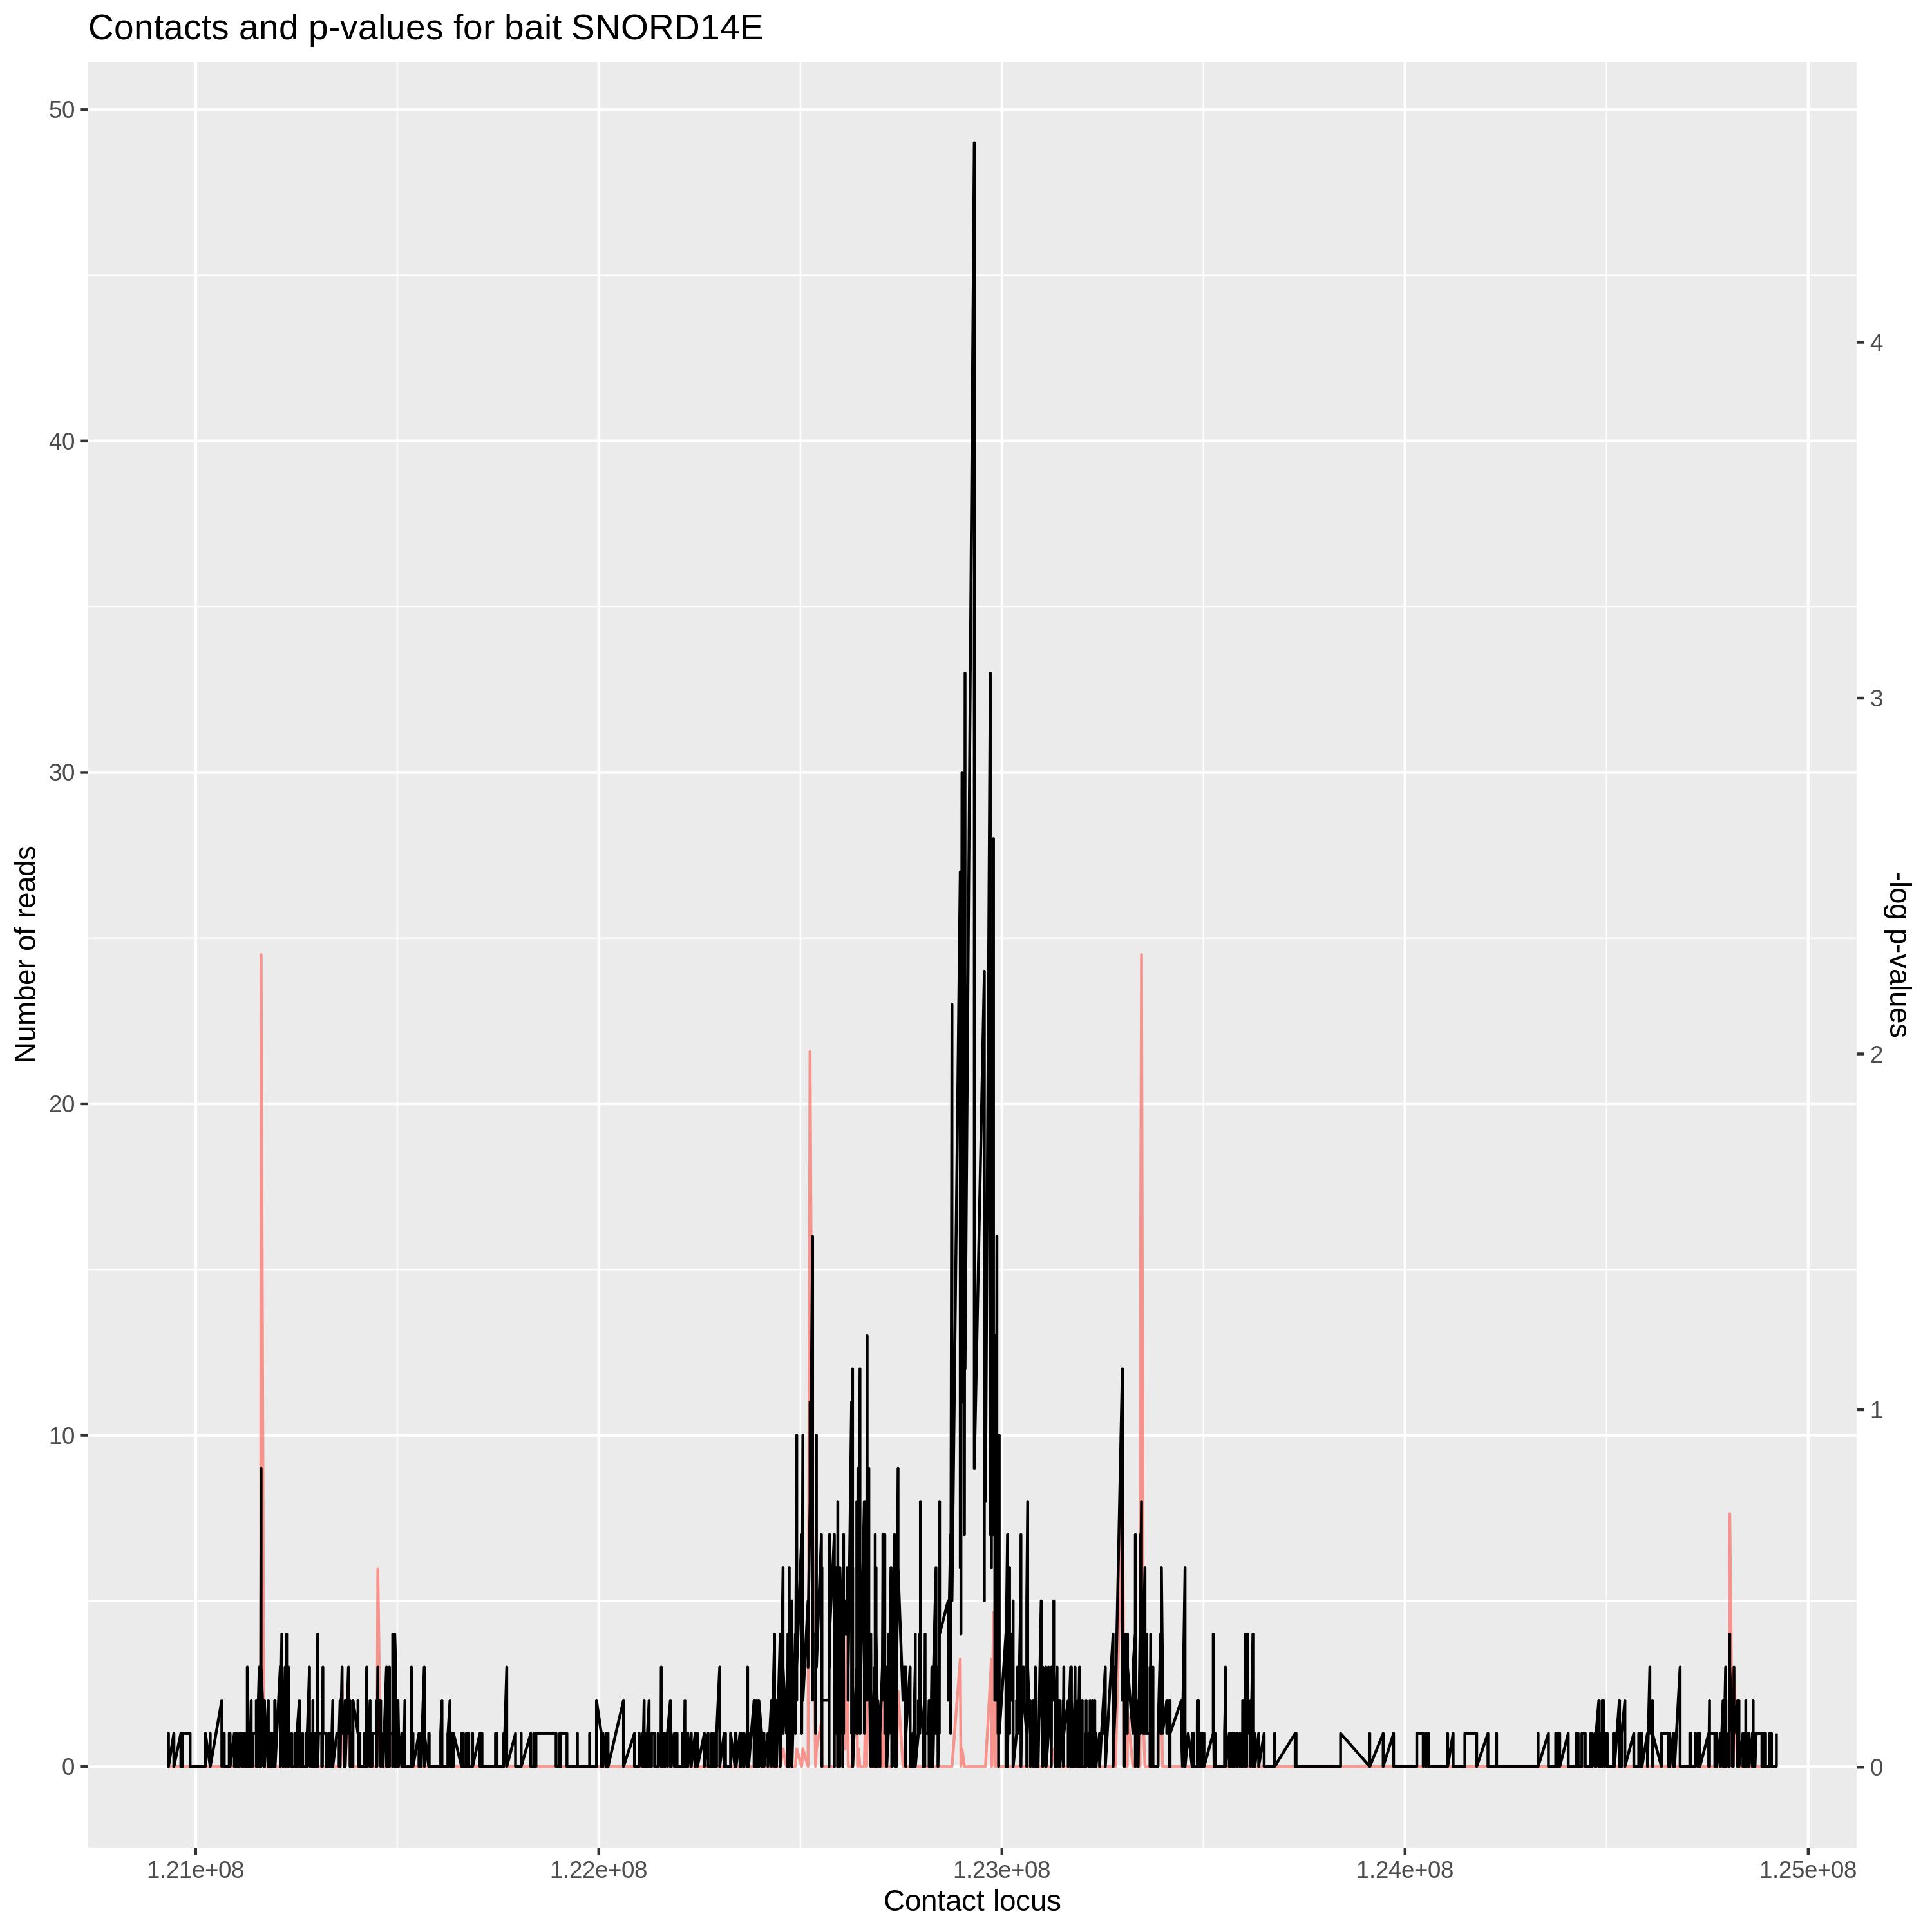 Contacts and p-values for bait SNORD14E
50
40
30
20
10
0
Number of reads
4
3
2
1
0
-log p-values
1.21e+08 1.22e+08 1.23e+08 1.24e+08 1.25e+08
Contact locus